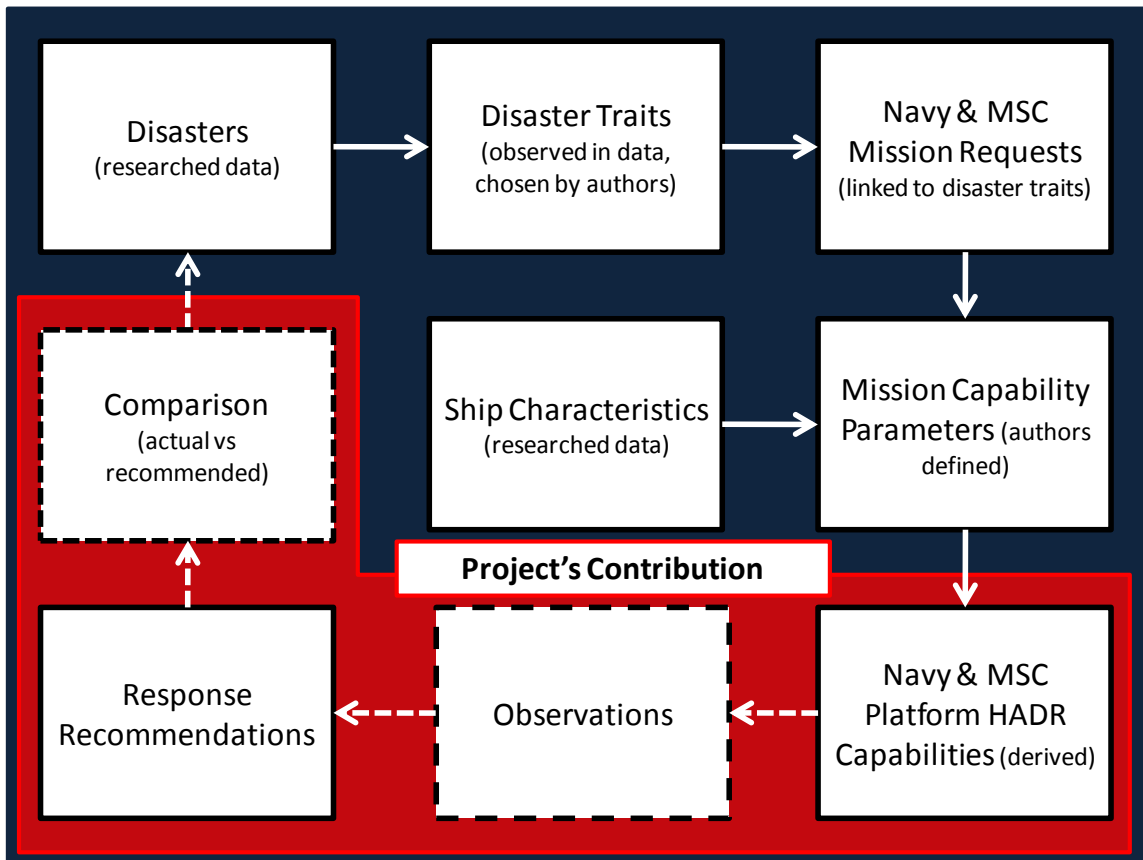 Disasters
(researched data)
Disaster Traits
(observed in data,
chosen by authors)
Navy & MSC
Mission Requests
(linked to disaster traits)
Comparison
(actual vs
recommended)
Ship Characteristics
(researched data)
Mission Capability
Parameters (authors
defined)
Project's Contribution
Response
Recommendations
Observations
Navy & MSC
Platform HADR
Capabilities (derived)